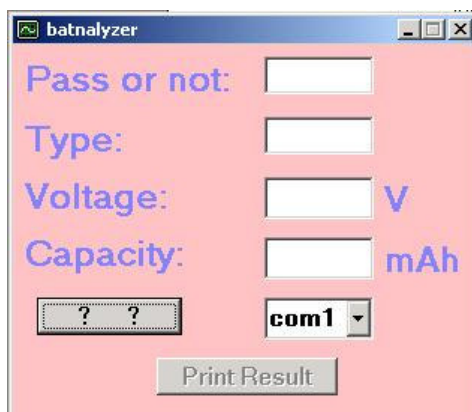 batnalyzer
Pass or not:
Type:
Voltage: V
Capacity: mAh
? ? com1
Print Result